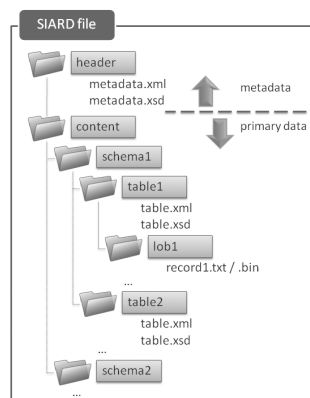 SIARD file
header
metadata.xml
metadata.xsd
metadata
primary data
content
schema1
table1
table.xml
table.xsd
lob1
record1.txt / .bin
...
table2
table.xml
table.xsd
...
schema2
...